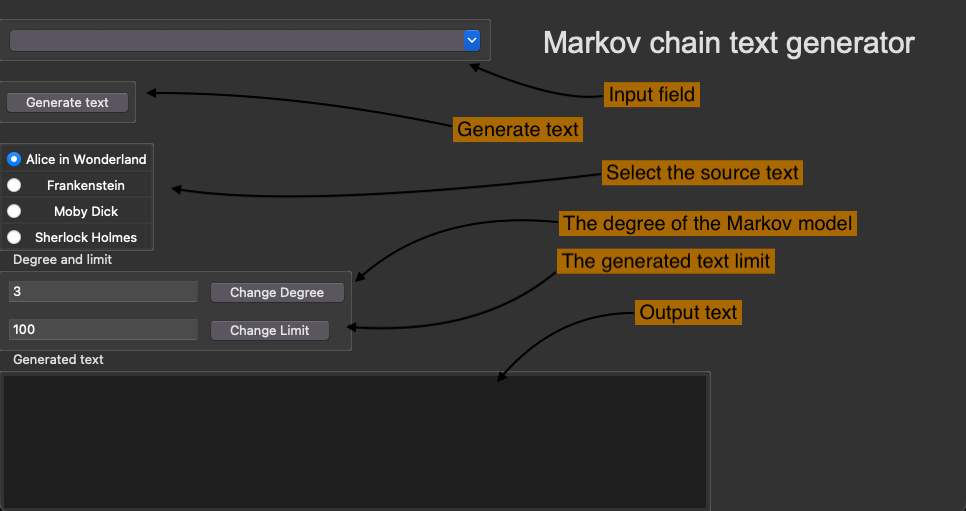 Markov chain text generator
Input field
Generate text
Generate text
Alice in Wonderland
Select the source text
Frankenstein
Moby Dick
The degree of the Markov model
Sherlock Holmes
Degree and limit
The generated text limit
3
Change Degree
Output text
100
Change Limit
Generated text